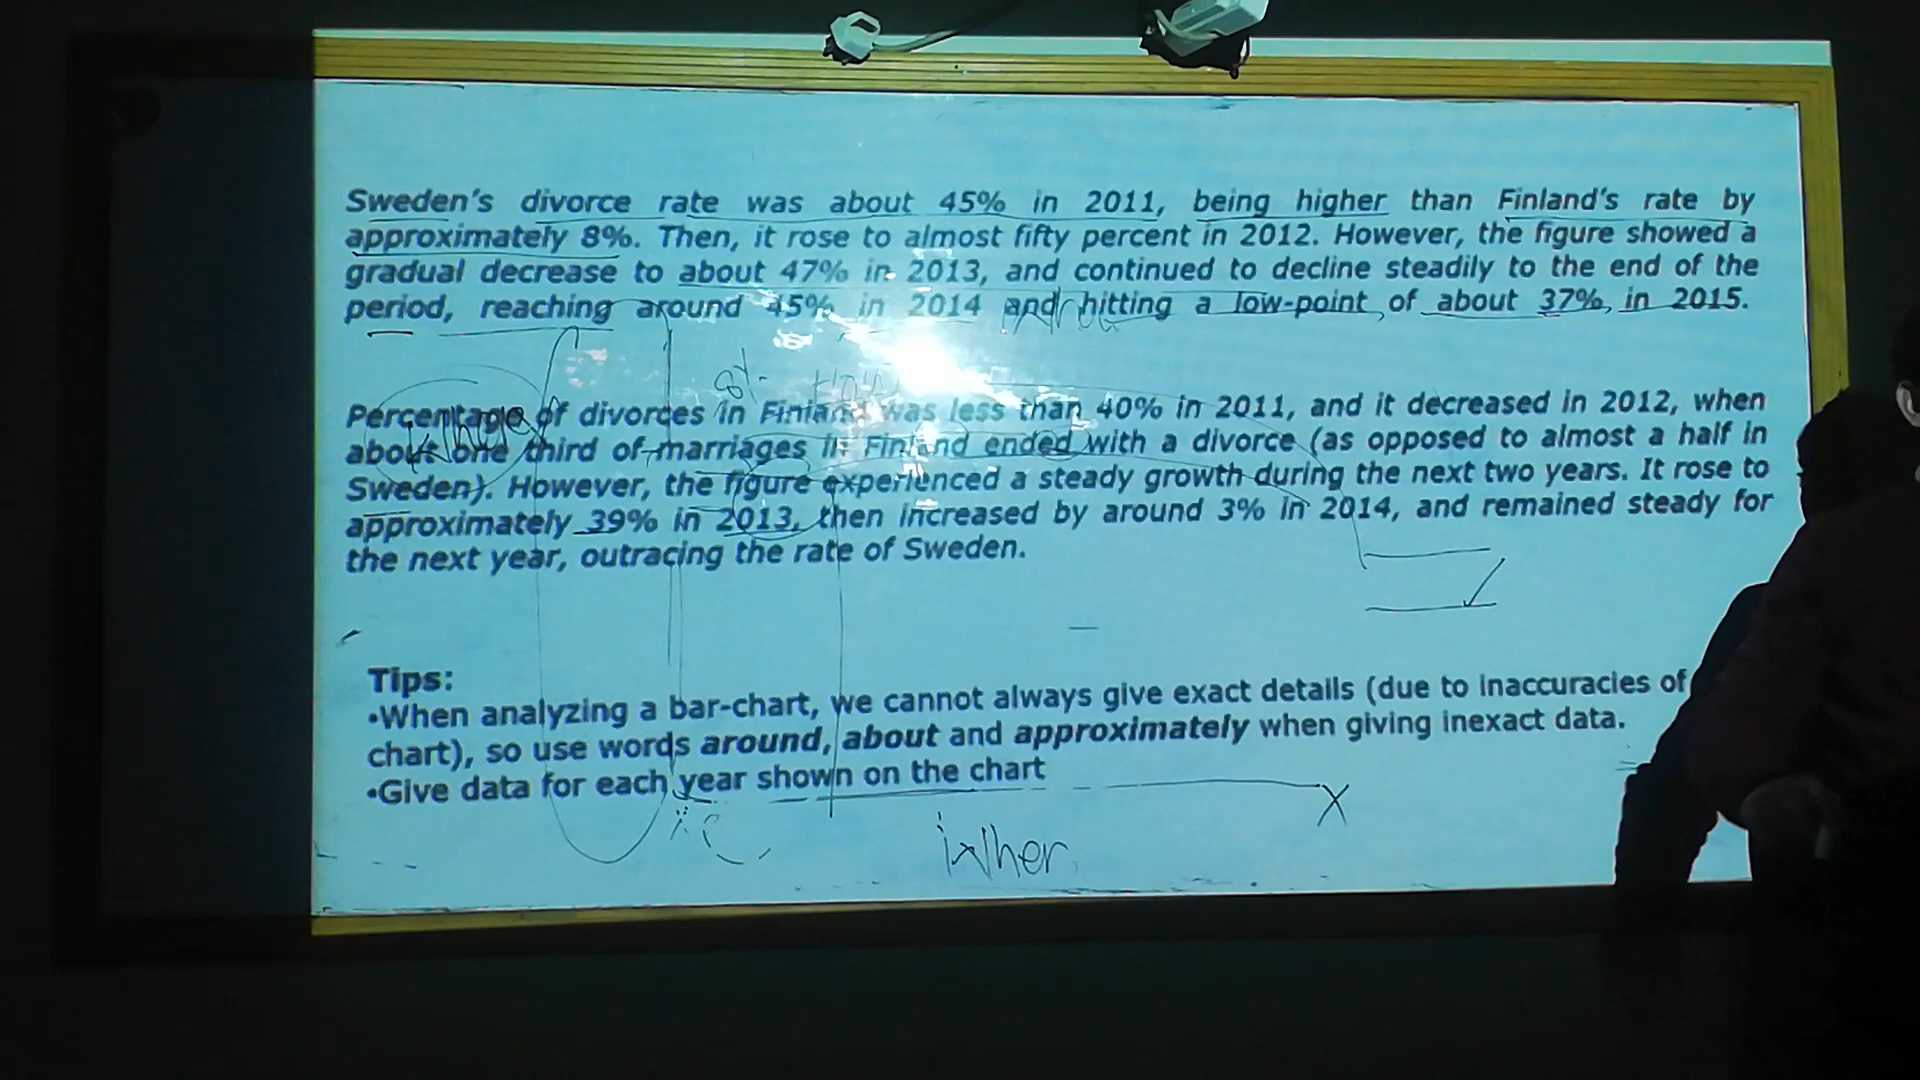 Sweden's divorce rate was about 45% in 2011, being higher than Finland's rate by
approximately 8%. Then, it rose to almost fifty percent in 2012. However, the figure showed a
gradual decrease to about 47% in 2013, and continued to decline steadily to the end of the
period, reaching around 45% in 2014 and hitting a low-point of about 37% in 2015.
8%
Percentage of divorces in Finland was less than 40% in 2011, and it decreased in 2012, when
about one third of marriages in Finland ended with a divorce (as opposed to almost a half in
Sweden). However, the figure experienced a steady growth during the next two years. It rose to
approximately 39% in 2013, then increased by around 3% in 2014, and remained steady for
the next year, outracing the rate of Sweden.
Tips:
•When analyzing a bar-chart, we cannot always give exact details (due to inaccuracies of
chart), so use words around, about and approximately when giving inexact data.
•Give data for each year shown on the chart